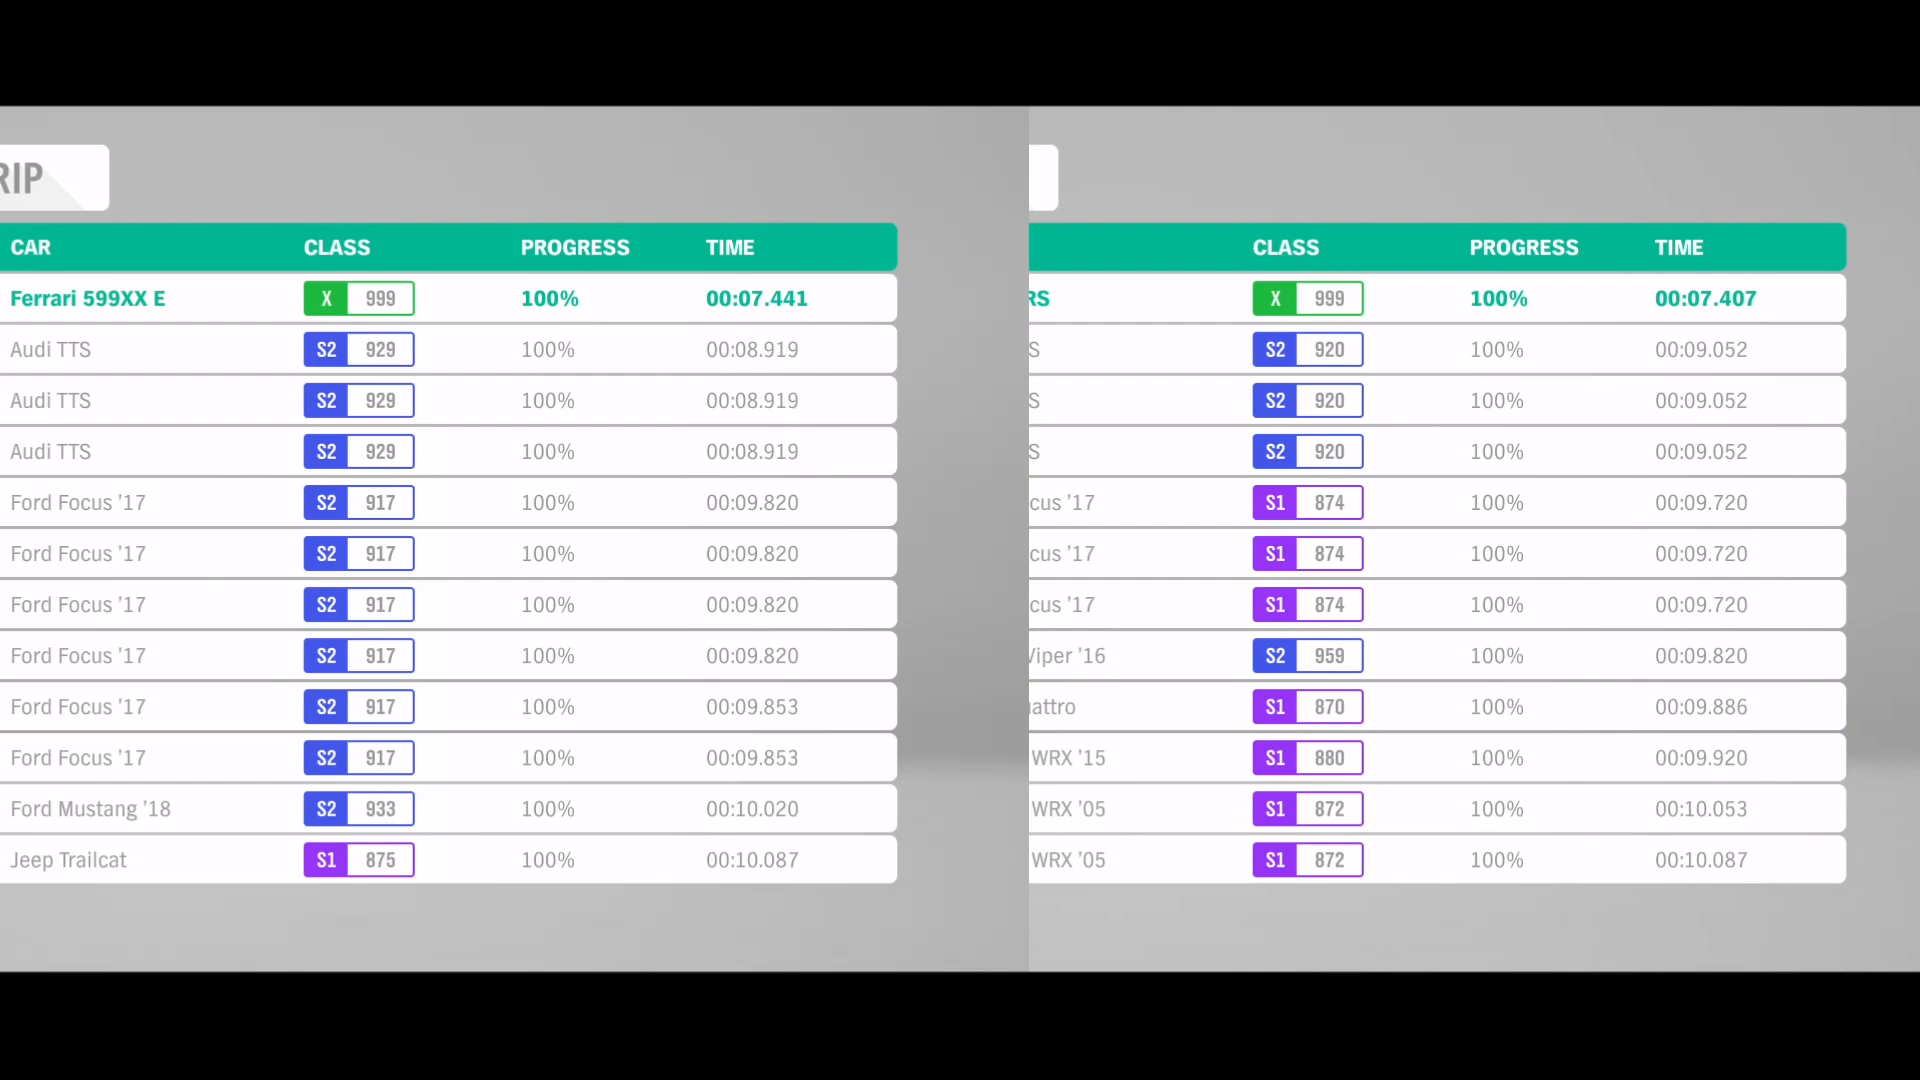 RIP
CAR CLASS PROGRESS TIME
Ferrari 599XX E X 999 100% 00:07.441
Audi TTS S2 929 100% 00:08.919
Audi TTS S2 929 100% 00:08.919
Audi TTS S2 929 100% 00:08.919
Ford Focus ’17 S2 917 100% 00:09.820
Ford Focus ’17 S2 917 100% 00:09.820
Ford Focus ’17 S2 917 100% 00:09.820
Ford Focus ’17 S2 917 100% 00:09.820
Ford Focus ’17 S2 917 100% 00:09.853
Ford Focus ’17 S2 917 100% 00:09.853
Ford Mustang ’18 S2 933 100% 00:10.020
Jeep Trailcat S1 875 100% 00:10.087
CLASS PROGRESS TIME
RS X 999 100% 00:07.407
S S2 920 100% 00:09.052
S S2 920 100% 00:09.052
S S2 920 100% 00:09.052
cus ’17 S1 874 100% 00:09.720
cus ’17 S1 874 100% 00:09.720
cus ’17 S1 874 100% 00:09.720
Viper ’16 S2 959 100% 00:09.820
attro S1 870 100% 00:09.886
WRX ’15 S1 880 100% 00:09.920
WRX ’05 S1 872 100% 00:10.053
WRX ’05 S1 872 100% 00:10.087